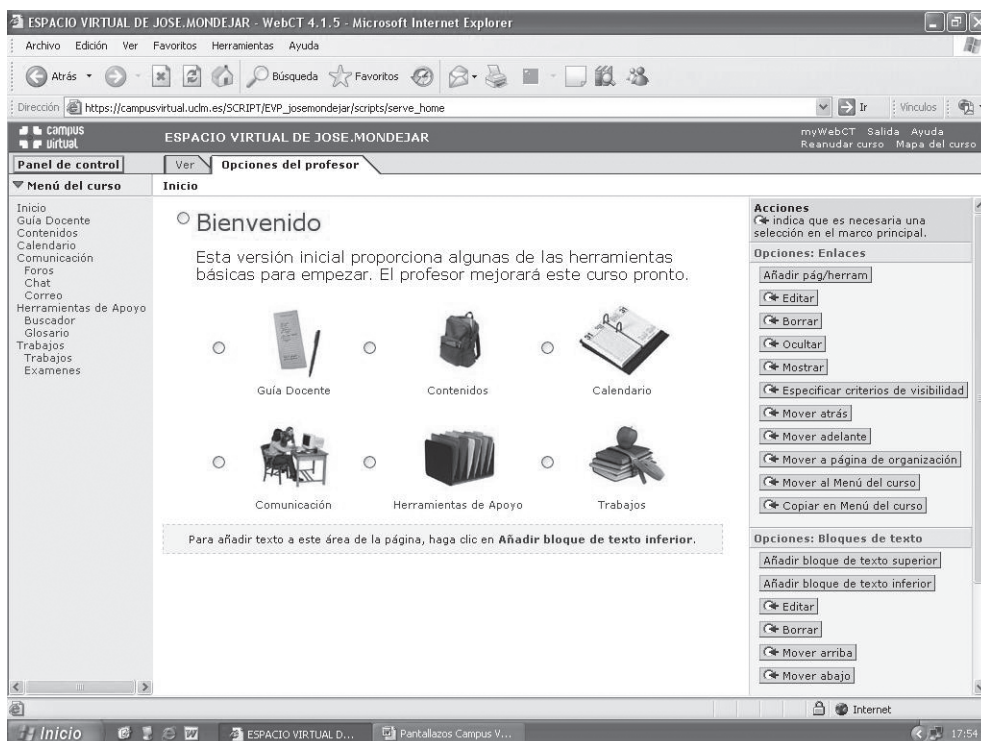 ESPACIO VIRTUAL DE JOSE.MONDEJAR - WebCT 4.1.5 - Microsoft Internet Explorer
Archivo Edición Ver Favoritos Herramientas Ayuda
Atrás Búsqueda Favoritos
Dirección https://campusvirtual.uclm.es/SCRIPT/EVP_josemondejar/scripts/serve_home Ir Vínculos
campus virtual
ESPACIO VIRTUAL DE JOSE.MONDEJAR
myWebCT Salida Ayuda
Reanudar curso Mapa del curso
Panel de control Ver Opciones del profesor
Menú del curso Inicio
Inicio
Guía Docente
Contenidos
Calendario
Comunicación
Foros
Chat
Correo
Herramientas de Apoyo
Buscador
Glosario
Trabajos
Trabajos
Examenes
Bienvenido
Esta versión inicial proporciona algunas de las herramientas
básicas para empezar. El profesor mejorará este curso pronto.
Guía Docente Contenidos Calendario
Comunicación Herramientas de Apoyo Trabajos
Para añadir texto a este área de la página, haga clic en Añadir bloque de texto inferior.
Acciones
indica que es necesaria una
selección en el marco principal.
Opciones: Enlaces
Añadir pág/herram
Editar
Borrar
Ocultar
Mostrar
Especificar criterios de visibilidad
Mover atrás
Mover adelante
Mover a página de organización
Mover al Menú del curso
Copiar en Menú del curso
Opciones: Bloques de texto
Añadir bloque de texto superior
Añadir bloque de texto inferior
Editar
Borrar
Mover arriba
Mover abajo
Internet
Inicio ESPACIO VIRTUAL D... Pantallazos Campus V... 17:54